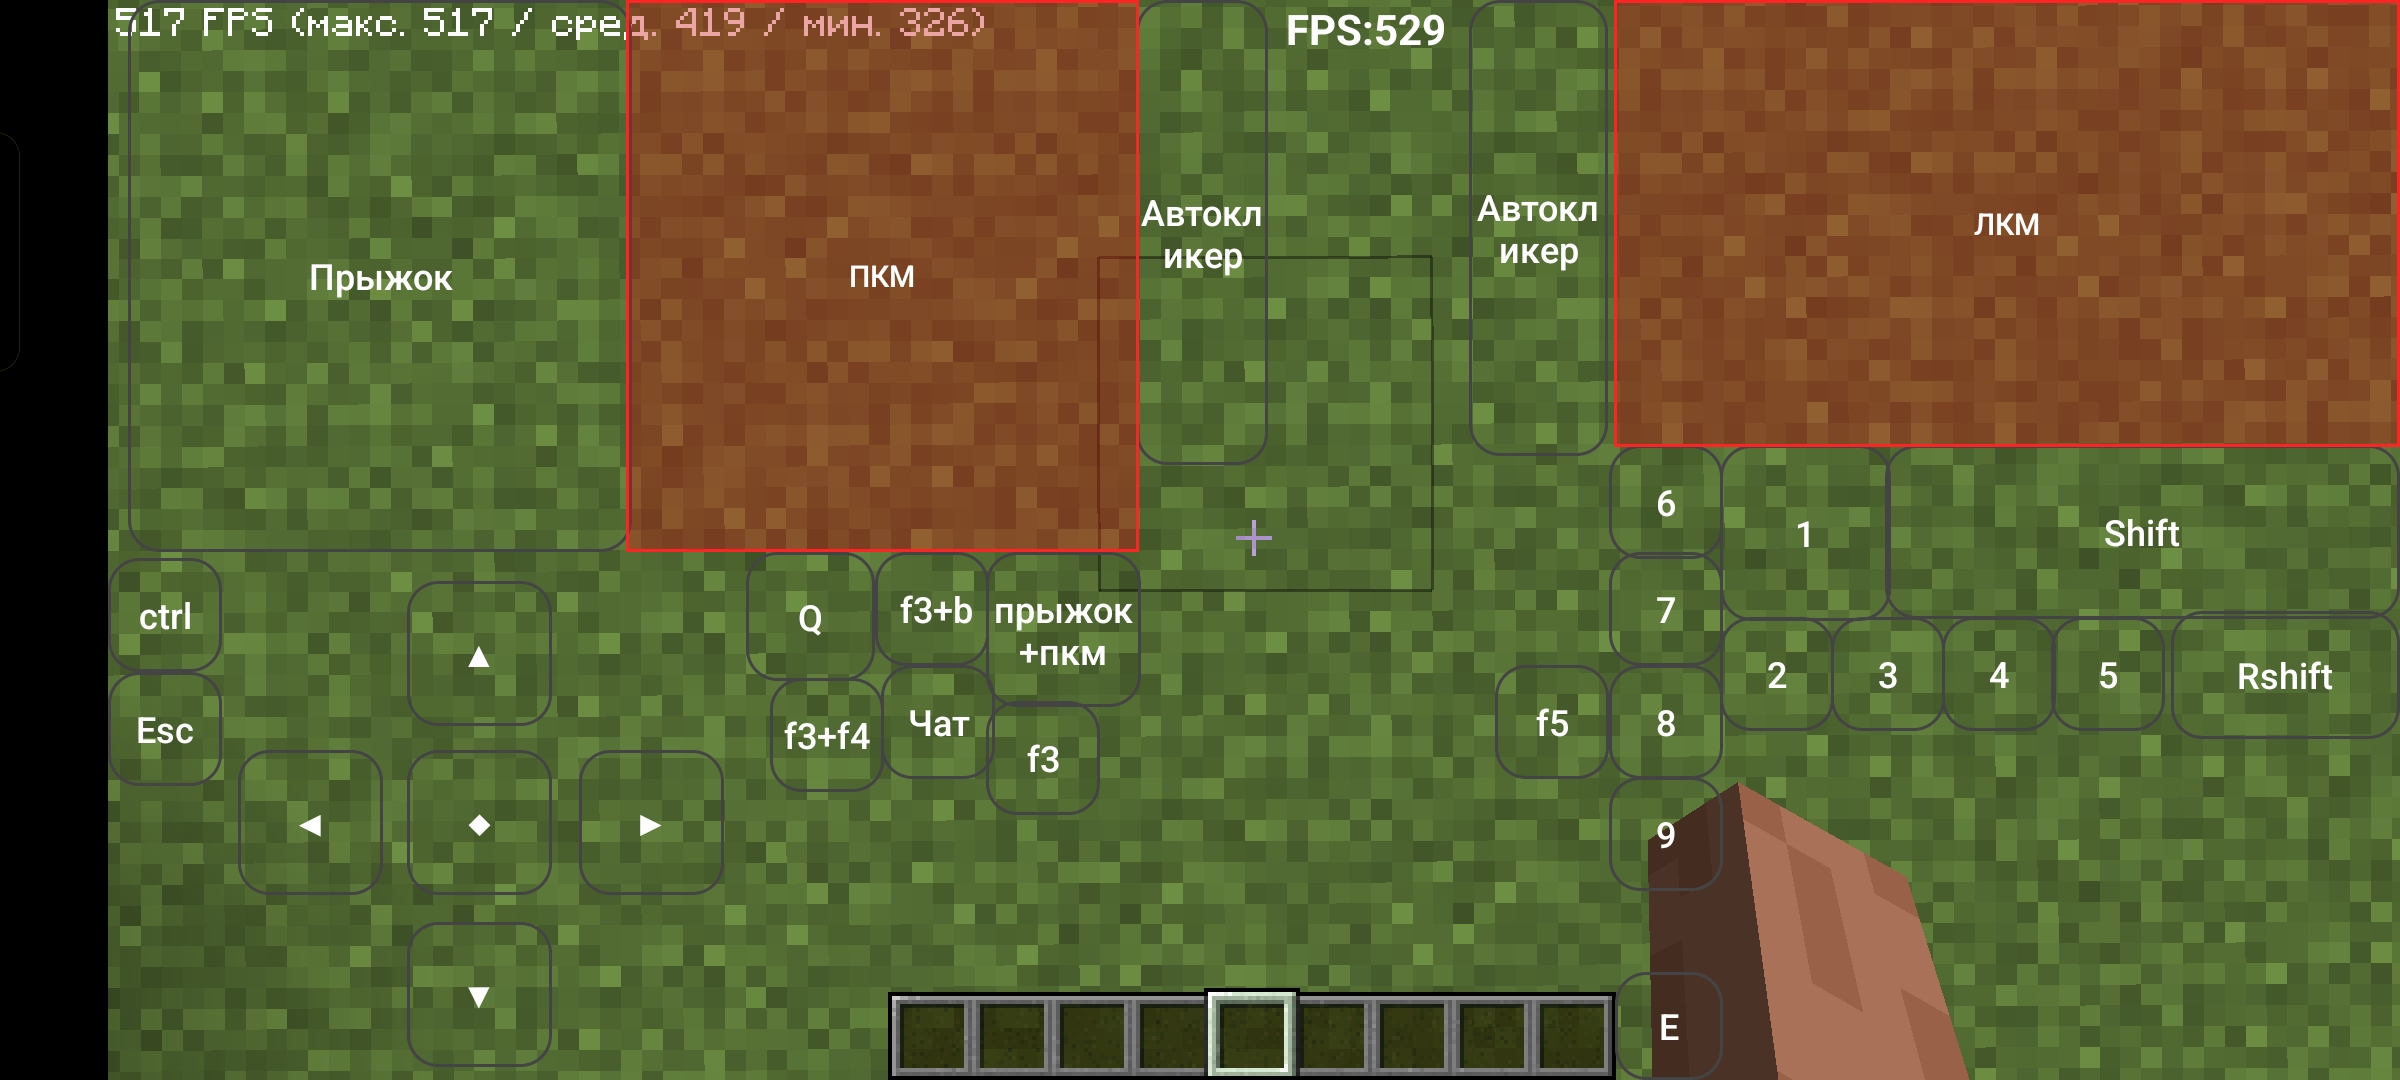 517 FPS (макс. 517 / сред. 419 / мин. 326)
FPS:529
Прыжок
ПКМ
Автокл
икер
Автокл
икер
ЛКМ
6
1
Shift
ctrl
▲
Q
f3+b
прыжок
+пкм
7
2
3
4
5
Rshift
Esc
f3+f4
Чат
f3
f5
8
◀
◆
▶
9
▼
E